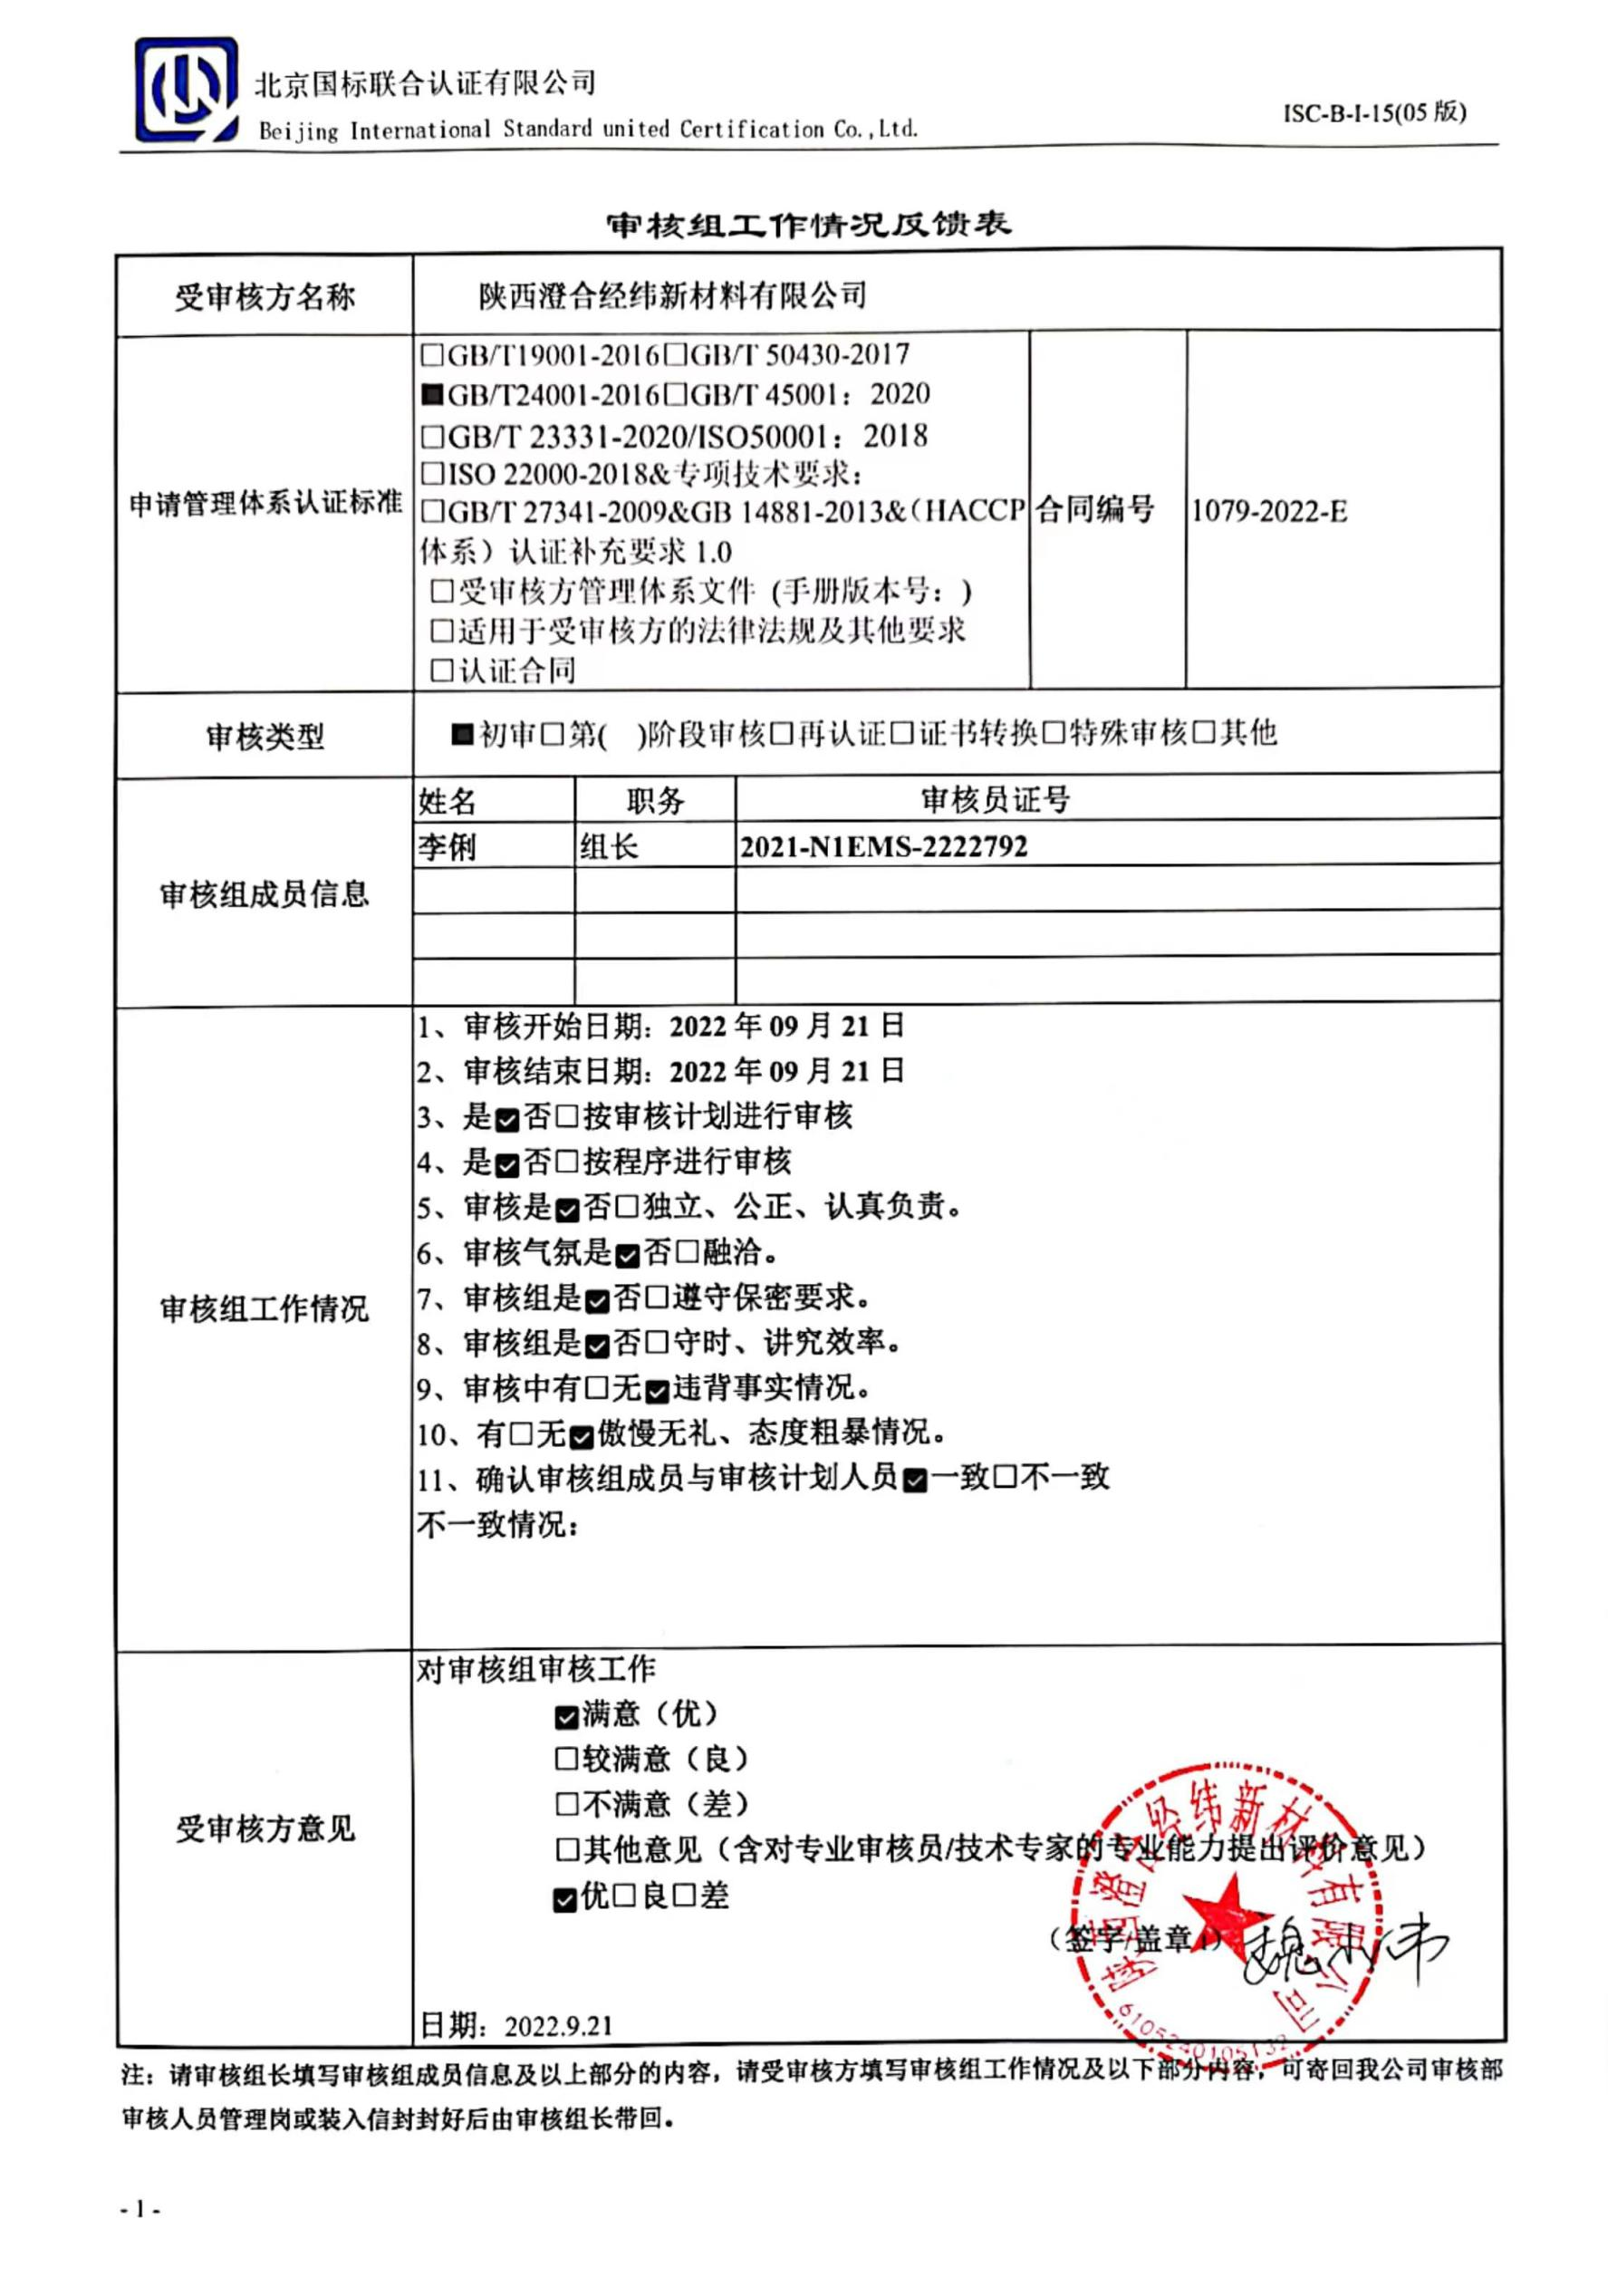 北京国标联合认证有限公司
Beijing International Standard united Certification Co.,Ltd.
ISC-B-I-15(05 版)
审核组工作情况反馈表
受审核方名称
陕西澄合经纬新材料有限公司
申请管理体系认证标准
□GB/T19001-2016□GB/T 50430-2017
■GB/T24001-2016□GB/T 45001：2020
□GB/T 23331-2020/ISO50001：2018
□ISO 22000-2018&专项技术要求：
□GB/T 27341-2009&GB 14881-2013&（HACCP
体系）认证补充要求 1.0
□受审核方管理体系文件 (手册版本号：)
□适用于受审核方的法律法规及其他要求
□认证合同
合同编号
1079-2022-E
审核类型
■初审□第( )阶段审核□再认证□证书转换□特殊审核□其他
审核组成员信息
姓名 职务 审核员证号
李俐 组长 2021-N1EMS-2222792
审核组工作情况
1、审核开始日期：2022 年 09 月 21 日
2、审核结束日期：2022 年 09 月 21 日
3、是☑否□按审核计划进行审核
4、是☑否□按程序进行审核
5、审核是☑否□独立、公正、认真负责。
6、审核气氛是☑否□融洽。
7、审核组是☑否□遵守保密要求。
8、审核组是☑否□守时、讲究效率。
9、审核中有□无☑违背事实情况。
10、有□无☑傲慢无礼、态度粗暴情况。
11、确认审核组成员与审核计划人员☑一致□不一致
不一致情况：
受审核方意见
对审核组审核工作
☑满意（优）
□较满意（良）
□不满意（差）
□其他意见（含对专业审核员/技术专家的专业能力提出评价意见）
☑优□良□差
（签字/盖章）
陕西澄合经纬新材料有限公司
日期：2022.9.21
注：请审核组长填写审核组成员信息及以上部分的内容，请受审核方填写审核组工作情况及以下部分内容，可寄回我公司审核部
审核人员管理岗或装入信封封好后由审核组长带回。
- 1 -